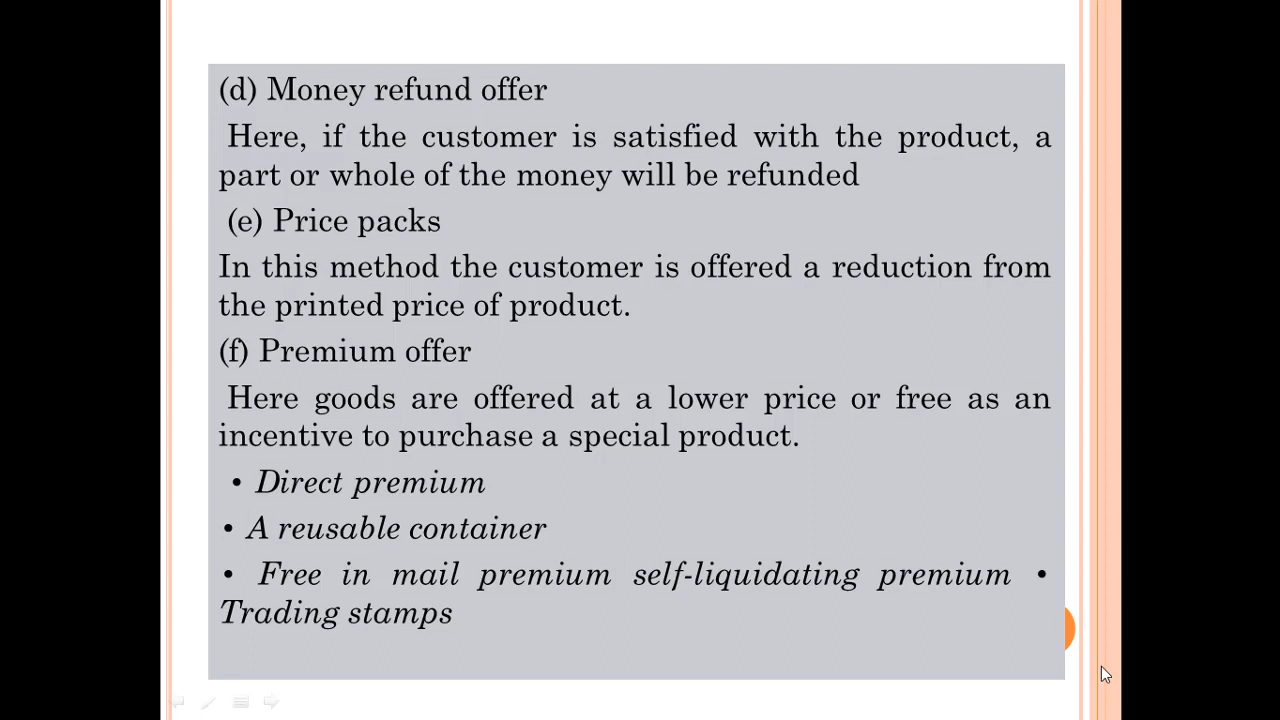 (d) Money refund offer
Here, if the customer is satisfied with the product, a
part or whole of the money will be refunded
(e) Price packs
In this method the customer is offered a reduction from
the printed price of product.
(f) Premium offer
Here goods are offered at a lower price or free as an
incentive to purchase a special product.
• Direct premium
• A reusable container
• Free in mail premium self-liquidating premium •
Trading stamps